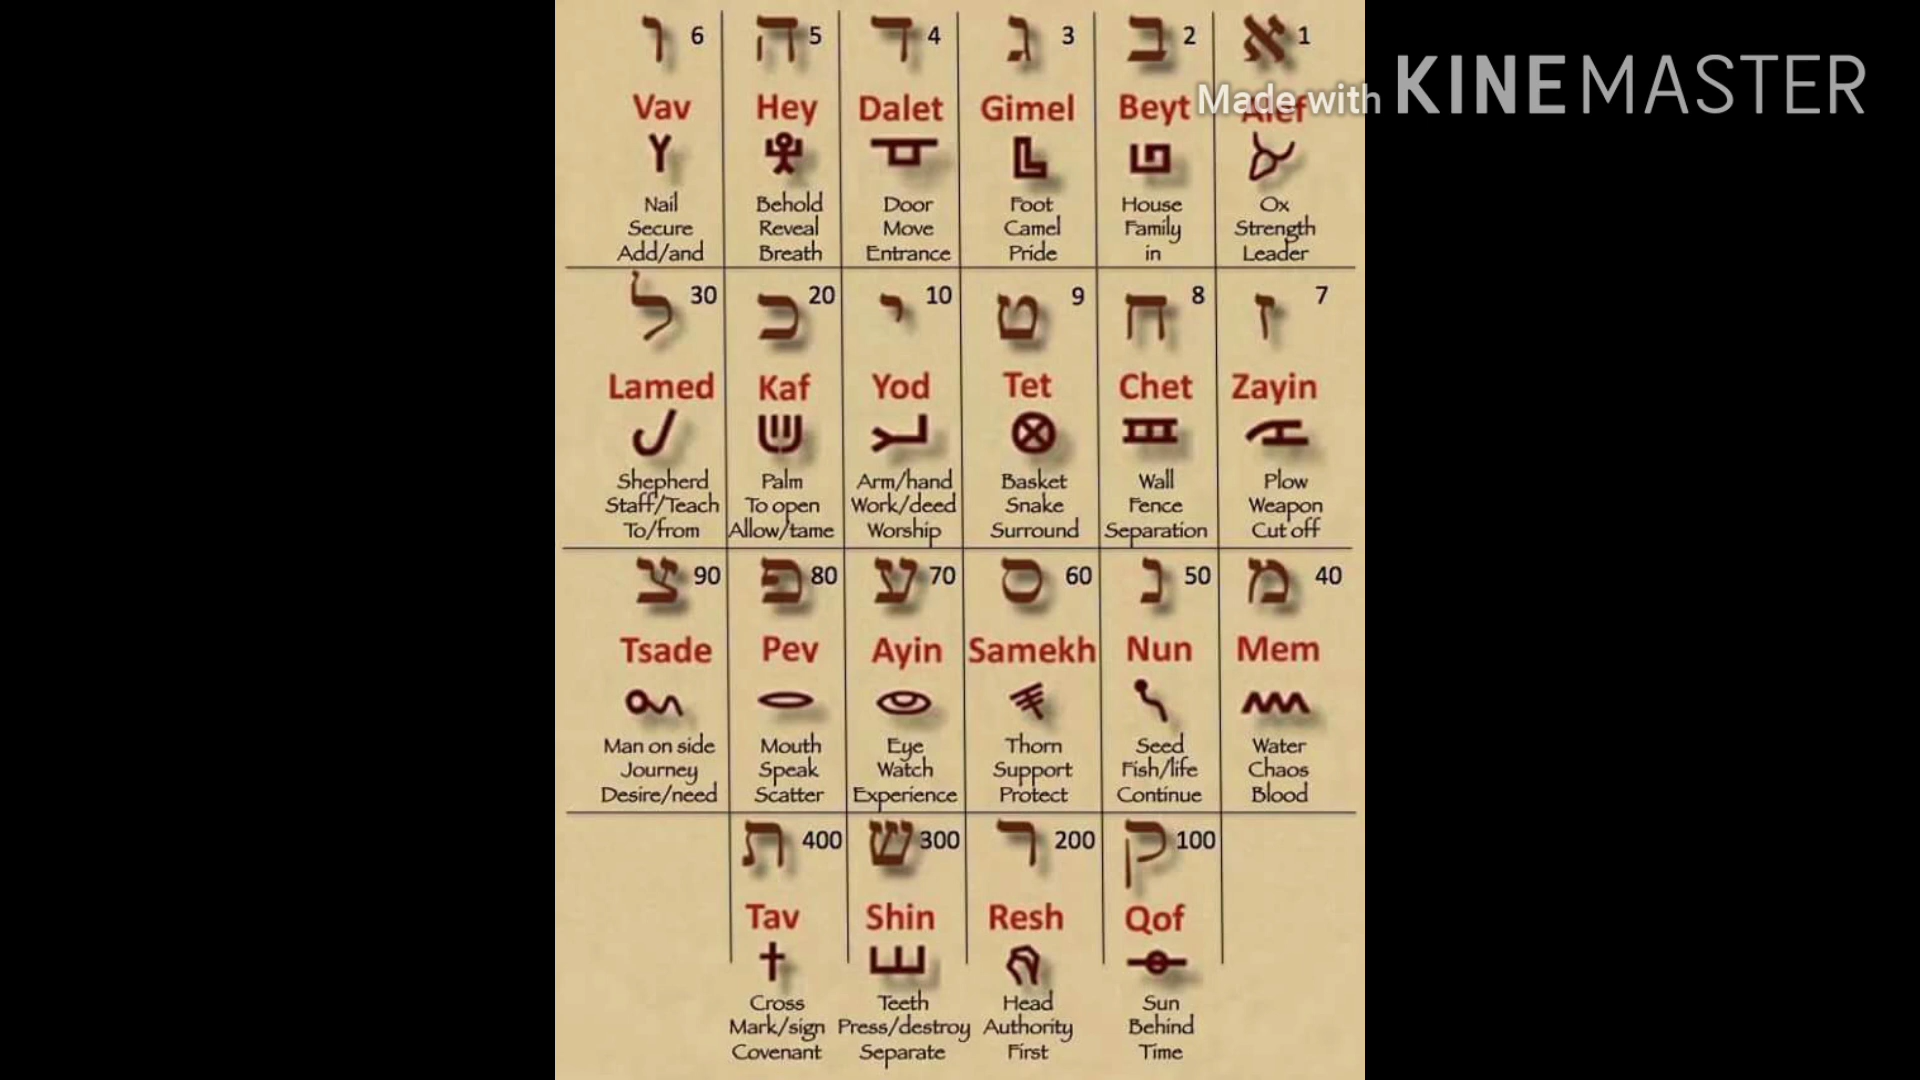 Made with KINEMASTER
א 1
ב 2
ג 3
ד 4
ה 5
ו 6
Alef
Beyt
Gimel
Dalet
Hey
Vav
Ox
Strength
Leader
House
Family
in
Foot
Camel
Pride
Door
Move
Entrance
Behold
Reveal
Breath
Nail
Secure
Add/and
ז 7
ח 8
ט 9
י 10
כ 20
ל 30
Zayin
Chet
Tet
Yod
Kaf
Lamed
Plow
Weapon
Cut off
Wall
Fence
Separation
Basket
Snake
Surround
Arm/hand
Work/deed
Worship
Palm
To open
Allow/tame
Shepherd
Staff/Teach
To/from
מ 40
נ 50
ס 60
ע 70
פ 80
צ 90
Mem
Nun
Samekh
Ayin
Pey
Tsade
Water
Chaos
Blood
Seed
Fish/life
Continue
Thorn
Support
Protect
Eye
Watch
Experience
Mouth
Speak
Scatter
Man on side
Journey
Desire/need
ק 100
ר 200
ש 300
ת 400
Qof
Resh
Shin
Tav
Sun
Behind
Time
Head
Authority
First
Teeth
Press/destroy
Separate
Cross
Mark/sign
Covenant